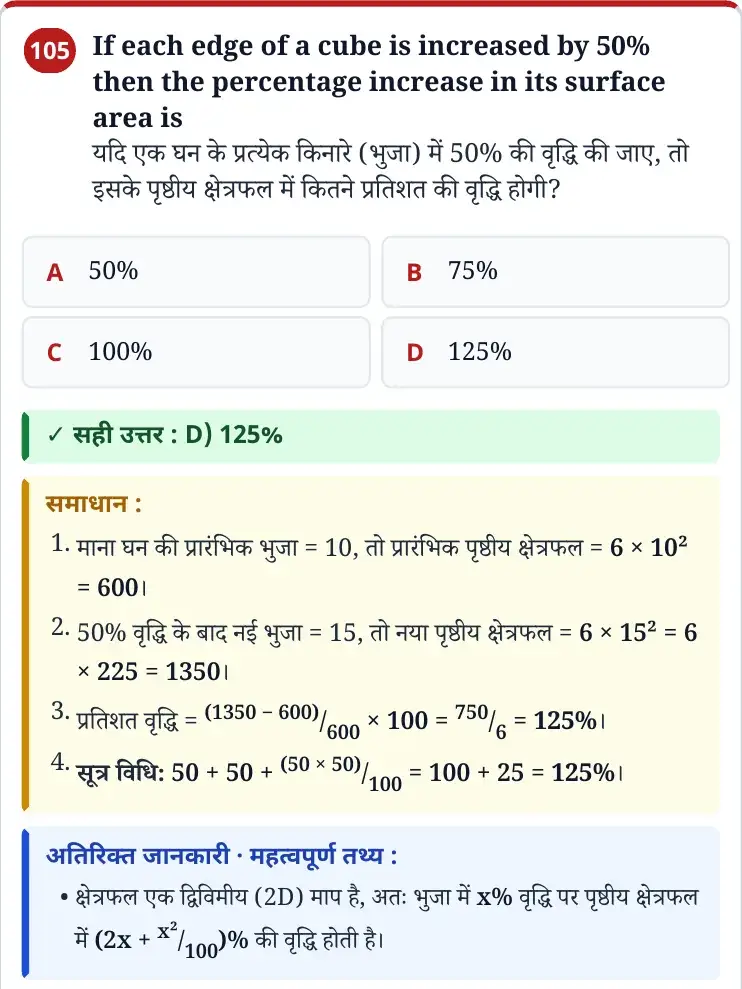 105 If each edge of a cube is increased by 50%
then the percentage increase in its surface
area is
यदि एक घन के प्रत्येक किनारे (भुजा) में 50% की वृद्धि की जाए, तो
इसके पृष्ठीय क्षेत्रफल में कितने प्रतिशत की वृद्धि होगी?
A 50%
B 75%
C 100%
D 125%
✓ सही उत्तर : D) 125%
समाधान :
1. माना घन की प्रारंभिक भुजा = 10, तो प्रारंभिक पृष्ठीय क्षेत्रफल = 6 × 10²
= 600।
2. 50% वृद्धि के बाद नई भुजा = 15, तो नया पृष्ठीय क्षेत्रफल = 6 × 15² = 6
× 225 = 1350।
3. प्रतिशत वृद्धि = (1350 − 600)/600 × 100 = 750/6 = 125%।
4. सूत्र विधि: 50 + 50 + (50 × 50)/100 = 100 + 25 = 125%।
अतिरिक्त जानकारी · महत्वपूर्ण तथ्य :
• क्षेत्रफल एक द्विविमीय (2D) माप है, अतः भुजा में x% वृद्धि पर पृष्ठीय क्षेत्रफल
में (2x + x²/100)% की वृद्धि होती है।